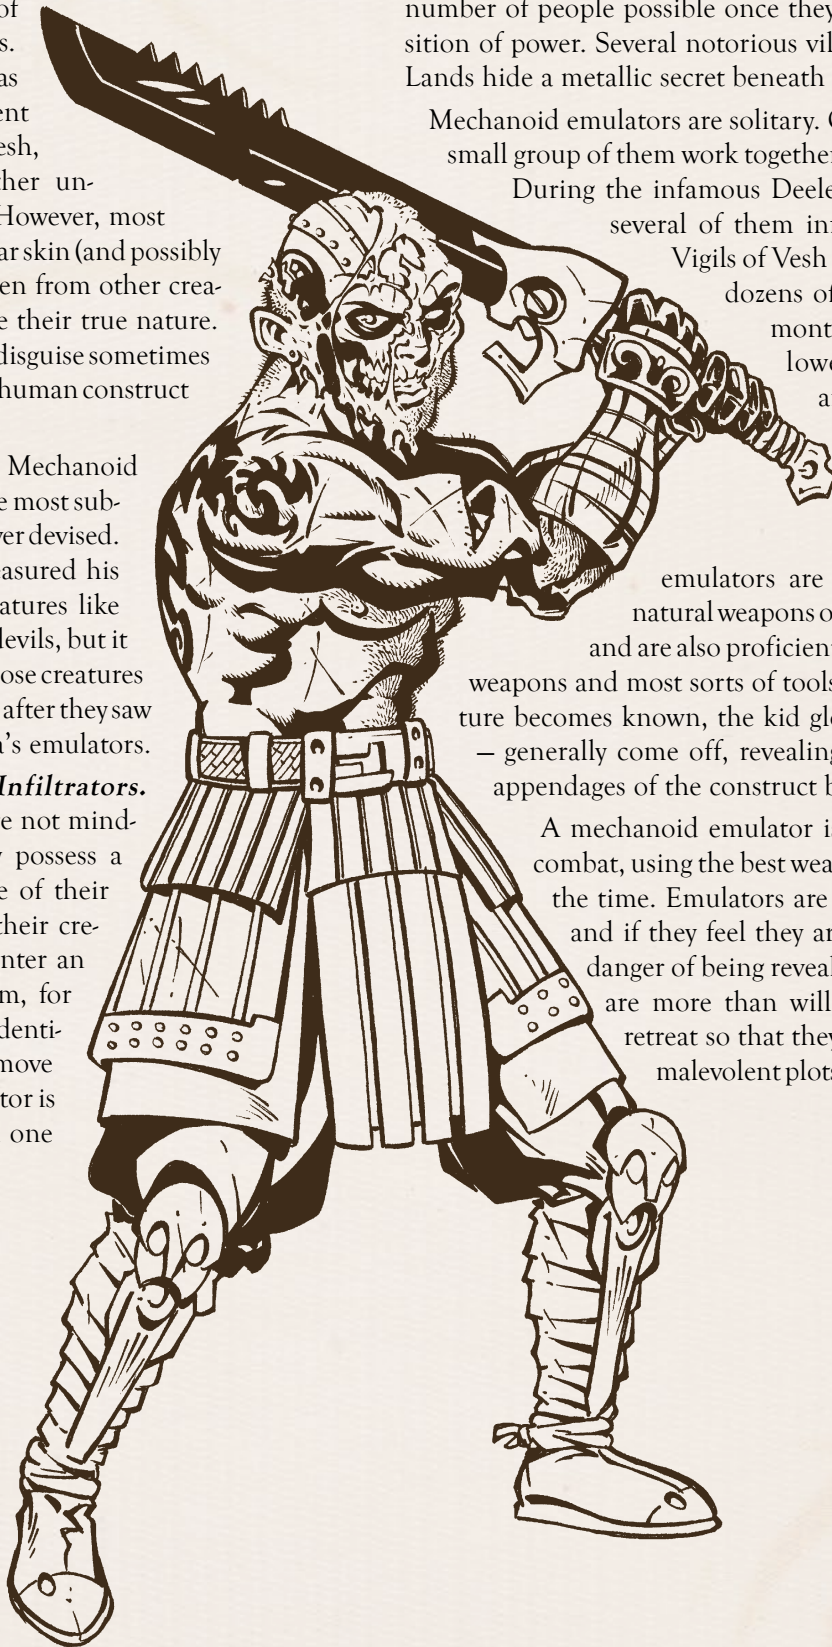 of
s.
as
ent
esh,
ther un-
However, most
ar skin (and possibly
en from other crea-
e their true nature.
disguise sometimes
human construct
Mechanoid
e most sub-
ver devised.
easured his
atures like
devils, but it
ose creatures
after they saw
a's emulators.
Infiltrators.
re not mind-
y possess a
e of their
their cre-
nter an
m, for
denti-
move
tor is
one
number of people possible once they
sition of power. Several notorious vil
Lands hide a metallic secret beneath
Mechanoid emulators are solitary. O
small group of them work together
During the infamous Deele
several of them inf
Vigils of Vesh
dozens of
mont
lowe
a
emulators are
natural weapons o
and are also proficient
weapons and most sorts of tools
ture becomes known, the kid glo
– generally come off, revealing
appendages of the construct b
A mechanoid emulator is
combat, using the best wea
the time. Emulators are
and if they feel they ar
danger of being reveal
are more than will
retreat so that they
malevolent plots